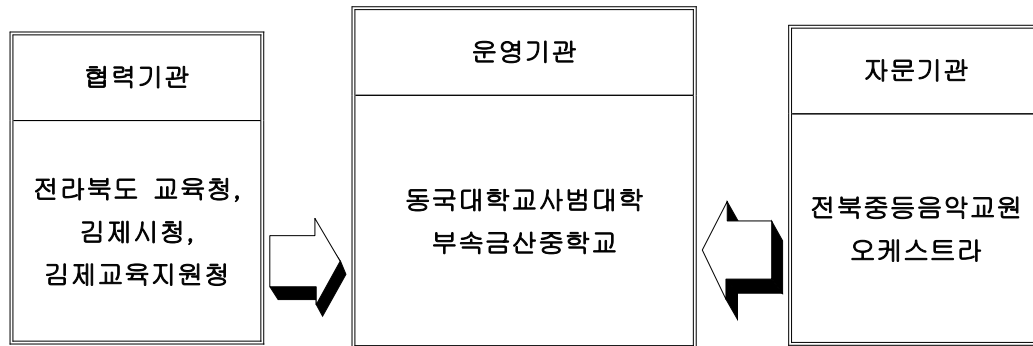 협력기관
전라북도 교육청,
김제시청,
김제교육지원청
운영기관
동국대학교사범대학
부속금산중학교
자문기관
전북중등음악교원
오케스트라